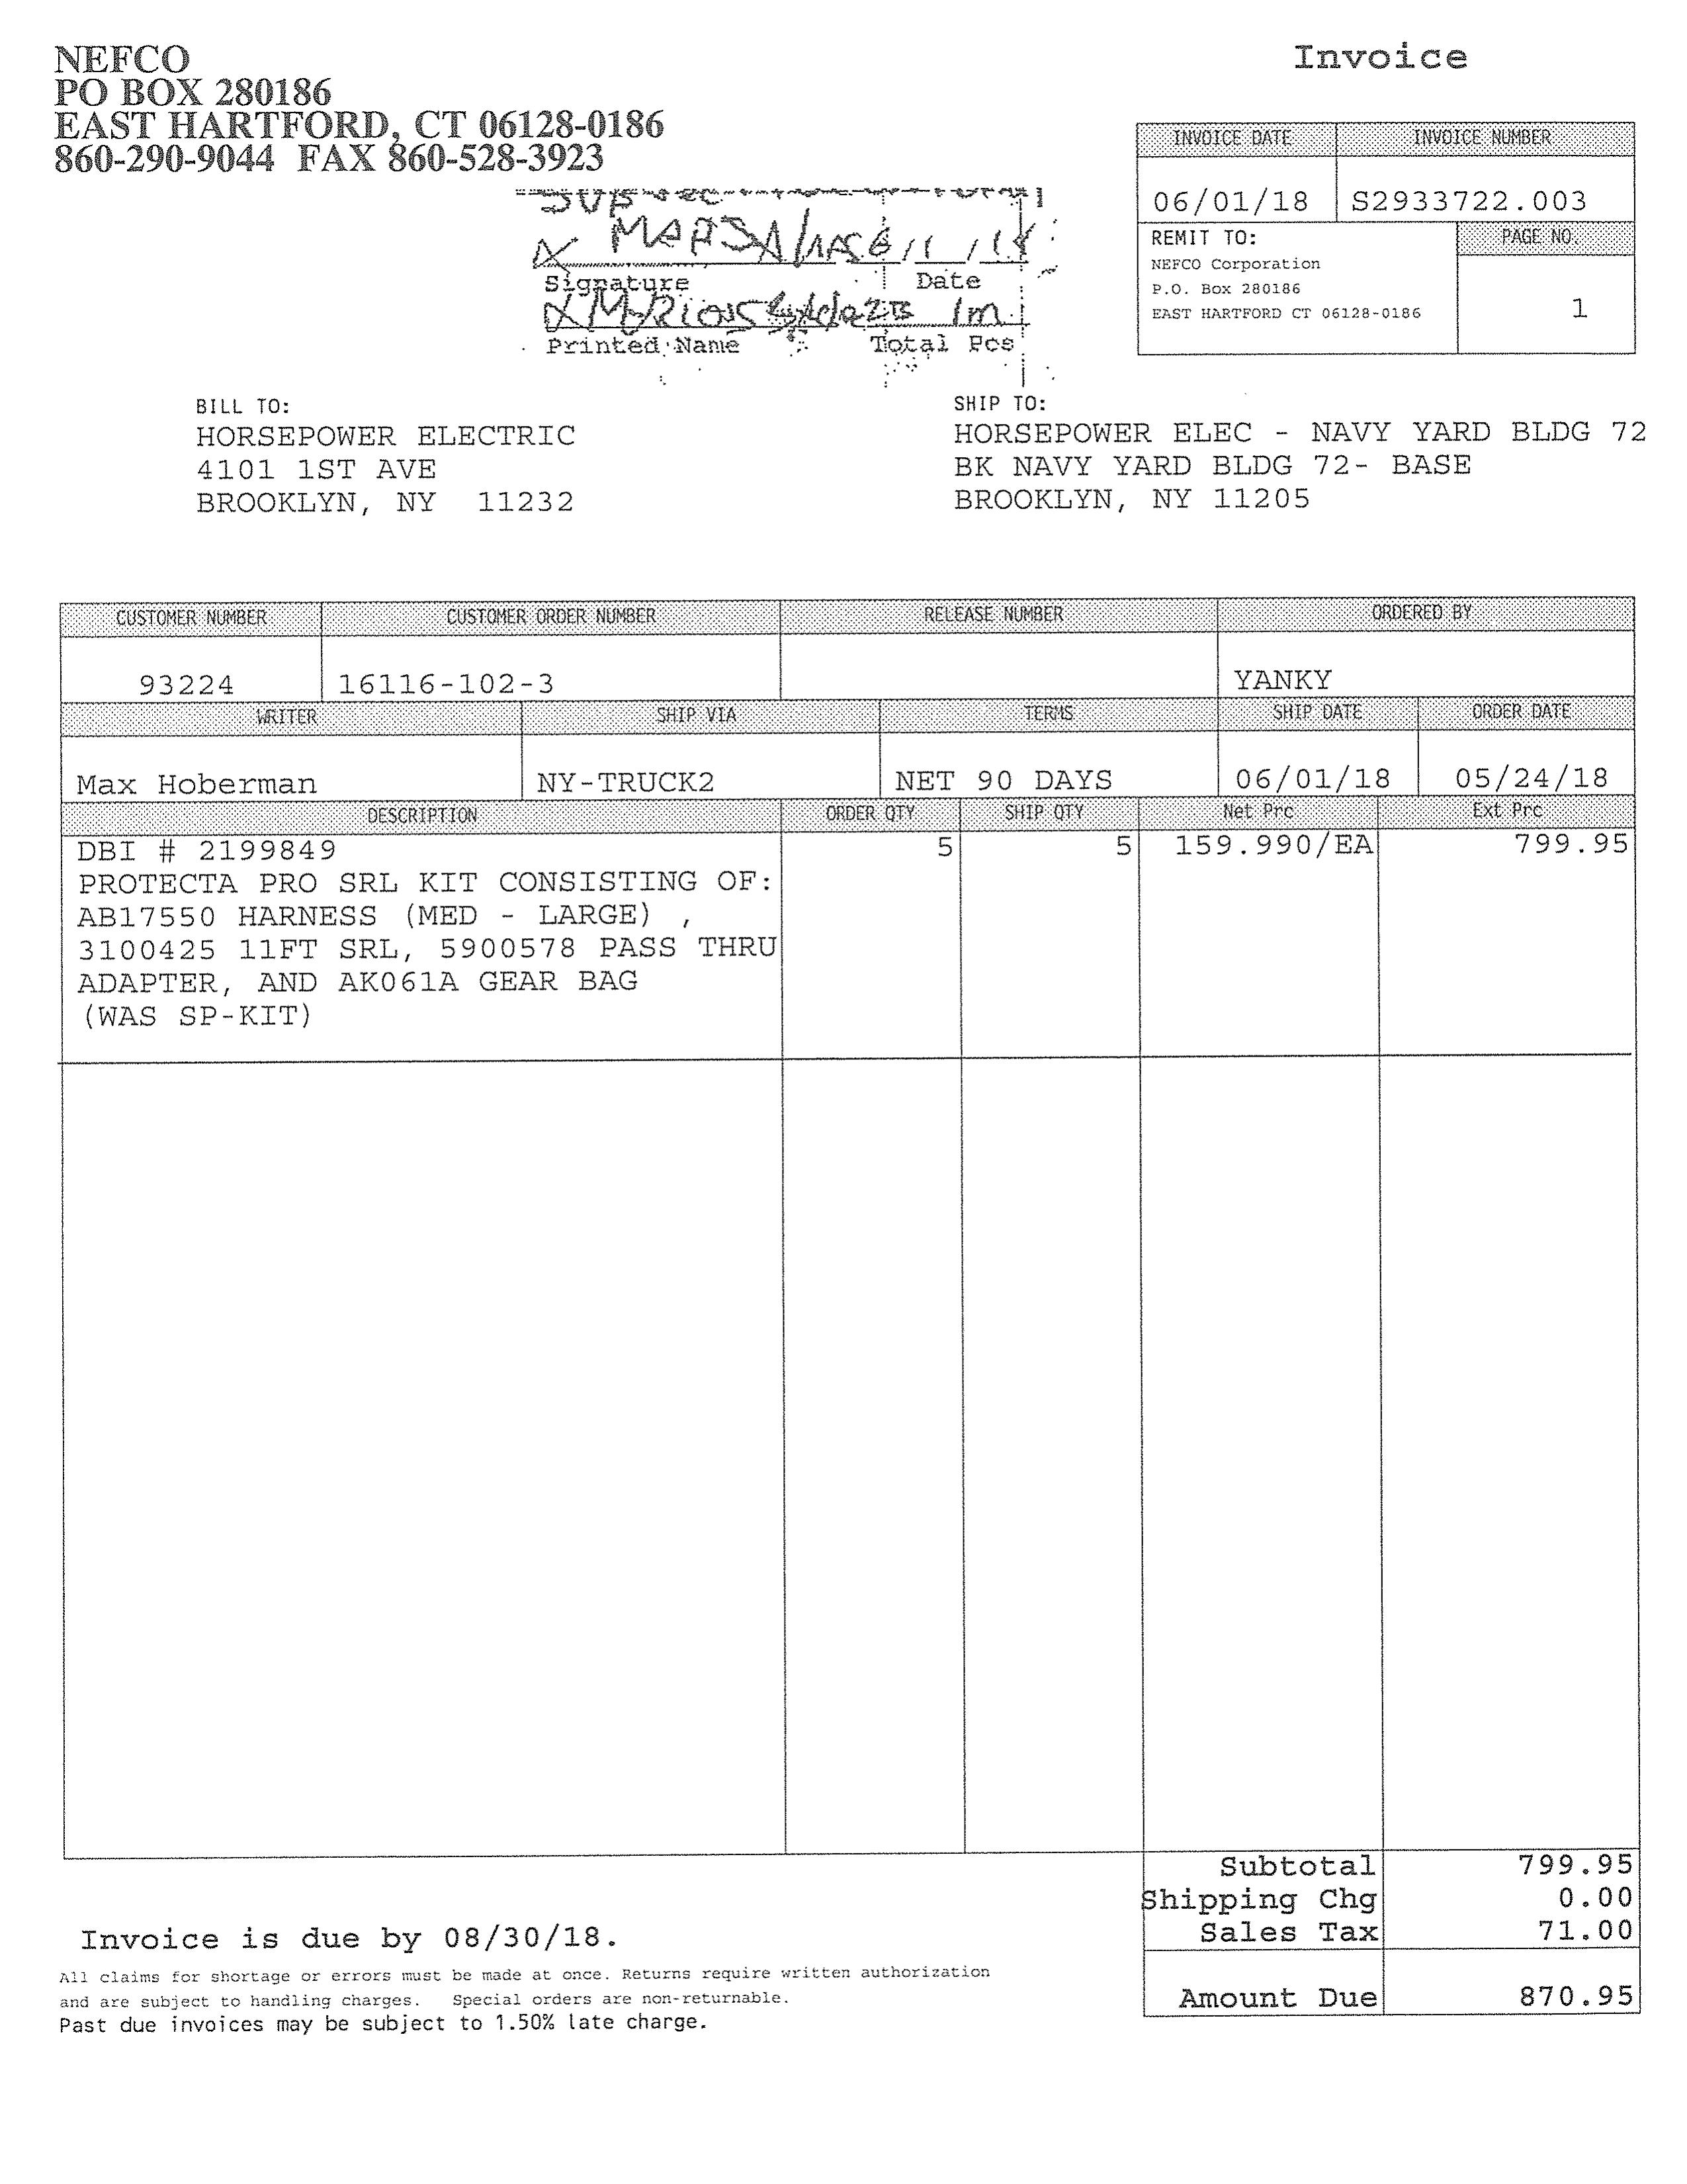 NEFCO
PO BOX 280186
EAST HARTFORD, CT 06128-0186
860-290-9044 FAX 860-528-3923
Invoice
INVOICE DATE INVOICE NUMBER
06/01/18 S2933722.003
REMIT TO: PAGE NO.
NEFCO Corporation
P.O. Box 280186
EAST HARTFORD CT 06128-0186
1
6/1/18
Signature Date
Printed Name Total Pcs
BILL TO:
HORSEPOWER ELECTRIC
4101 1ST AVE
BROOKLYN, NY 11232
SHIP TO:
HORSEPOWER ELEC - NAVY YARD BLDG 72
BK NAVY YARD BLDG 72- BASE
BROOKLYN, NY 11205
CUSTOMER NUMBER CUSTOMER ORDER NUMBER RELEASE NUMBER ORDERED BY
93224 16116-102-3 YANKY
WRITER SHIP VIA TERMS SHIP DATE ORDER DATE
Max Hoberman NY-TRUCK2 NET 90 DAYS 06/01/18 05/24/18
DESCRIPTION ORDER QTY SHIP QTY Net Prc Ext Prc
DBI # 2199849 5 5 159.990/EA 799.95
PROTECTA PRO SRL KIT CONSISTING OF:
AB17550 HARNESS (MED - LARGE) ,
3100425 11FT SRL, 5900578 PASS THRU
ADAPTER, AND AK061A GEAR BAG
(WAS SP-KIT)
Subtotal 799.95
Shipping Chg 0.00
Sales Tax 71.00
Amount Due 870.95
Invoice is due by 08/30/18.
All claims for shortage or errors must be made at once. Returns require written authorization
and are subject to handling charges. Special orders are non-returnable.
Past due invoices may be subject to 1.50% late charge.